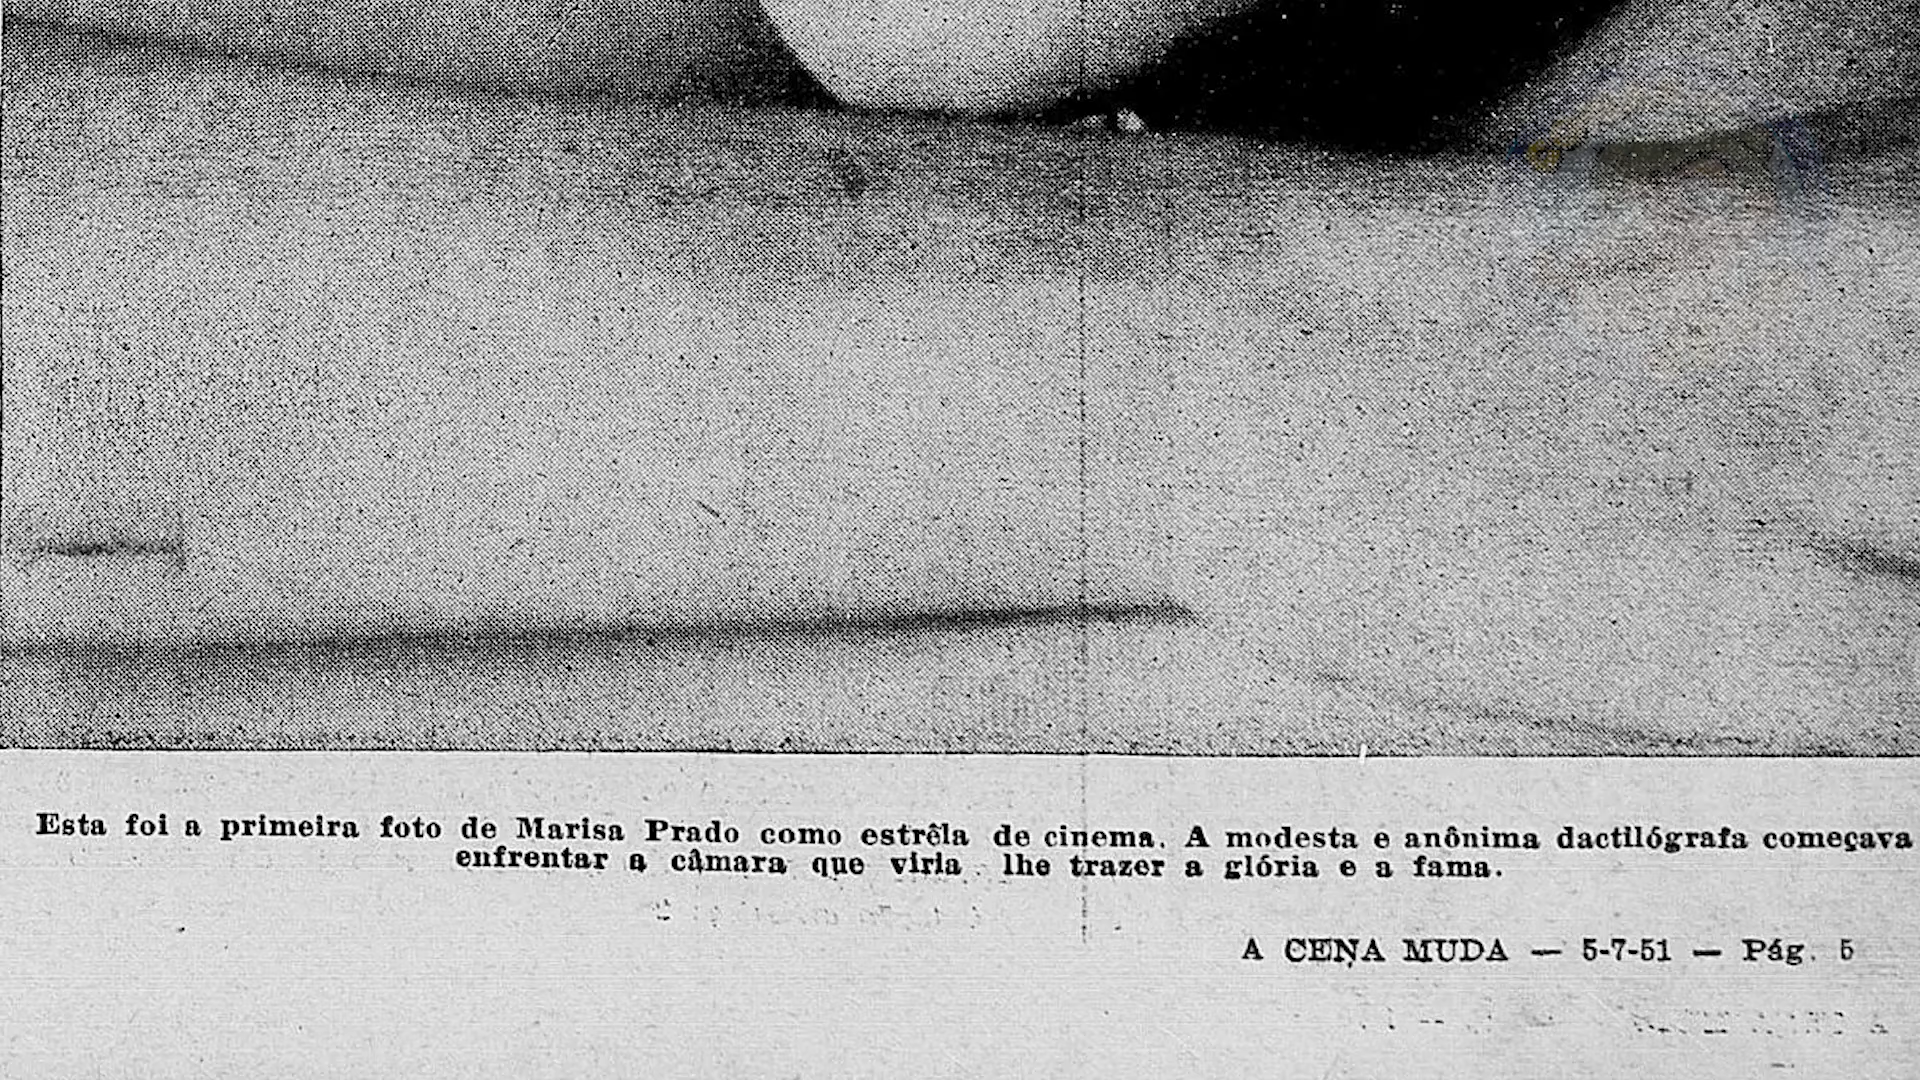 Esta foi a primeira foto de Marisa Prado como estrêla de cinema. A modesta e anônima dactilógrafa começava
enfrentar a câmara que viria lhe trazer a glória e a fama.
A CENA MUDA — 5-7-51 — Pág. 5